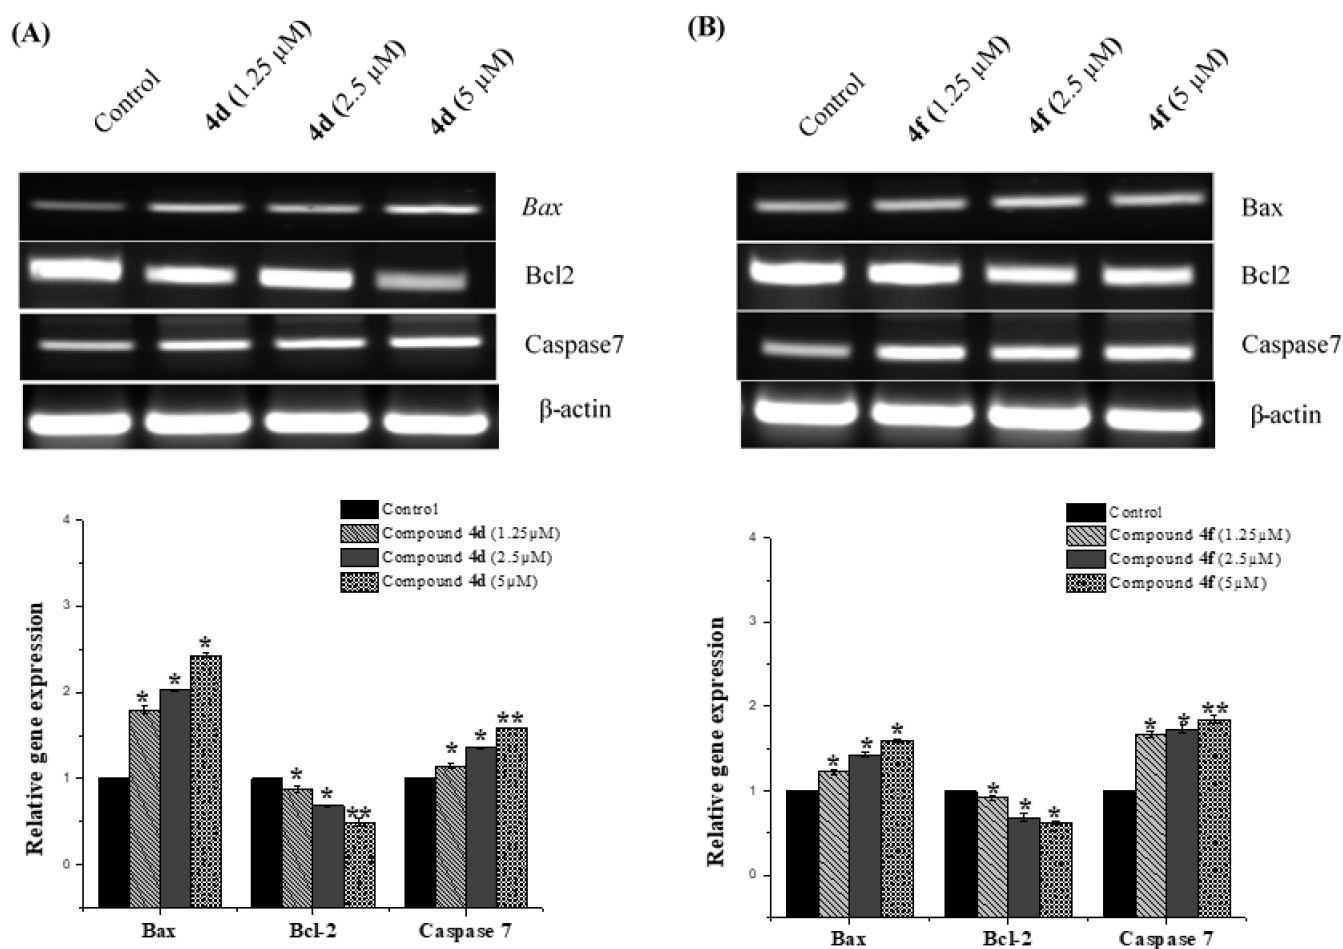 (A)
Control
4d (1.25 µM)
4d (2.5 µM)
4d (5 µM)
Bax
Bcl2
Caspase7
β-actin
Control
Compound 4d (1.25µM)
Compound 4d (2.5µM)
Compound 4d (5µM)
Relative gene expression
4
3
2
1
0
* * *
* * **
* * **
Bax Bcl-2 Caspase 7
(B)
Control
4f (1.25 µM)
4f (2.5 µM)
4f (5 µM)
Bax
Bcl2
Caspase7
β-actin
Control
Compound 4f (1.25µM)
Compound 4f (2.5µM)
Compound 4f (5µM)
Relative gene expression
4
3
2
1
0
* * *
* * *
* * **
Bax Bcl-2 Caspase 7